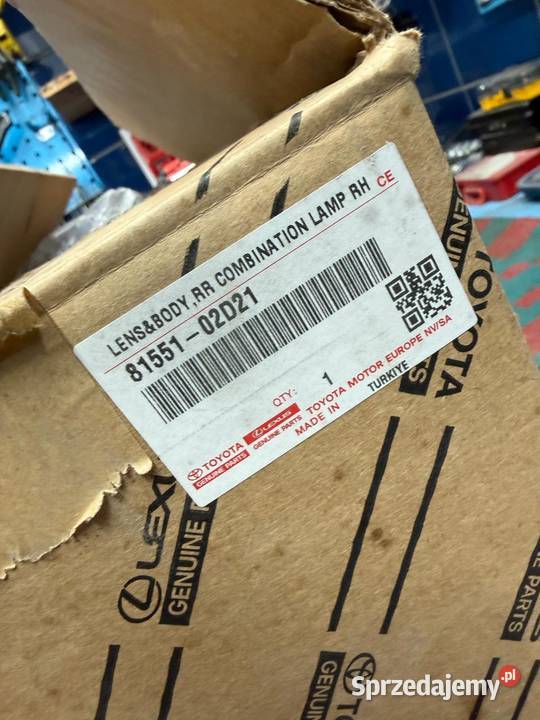 LENS&BODY, RR COMBINATION LAMP RH CE
81551-02D21
QTY: 1
TOYOTA
GENUINE PARTS
LEXUS
GENUINE PARTS
TOYOTA MOTOR EUROPE NV/SA
MADE IN TURKIYE
GENUINE
TOYOTA
LEXUS
GENUINE
PARTS
TOYOTA
GENUINE
Sprzedajemy.pl